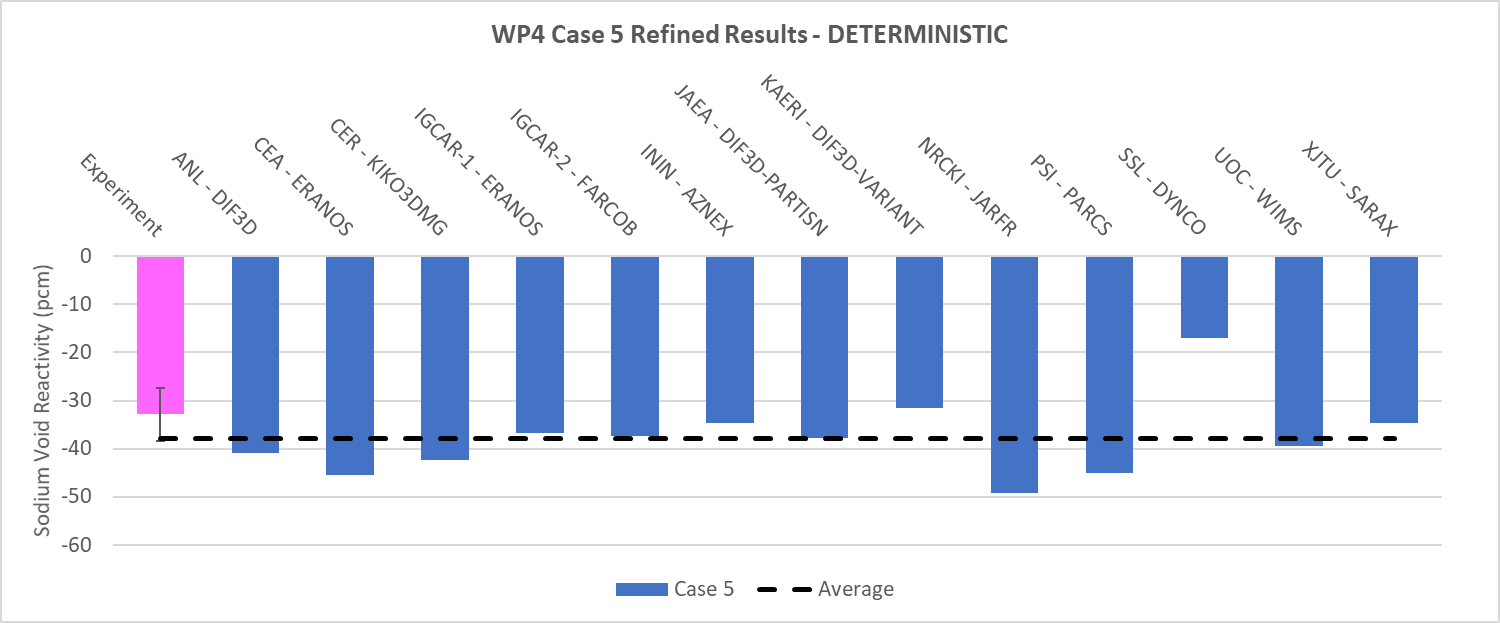 WP4 Case 5 Refined Results - DETERMINISTIC
Experiment
ANL - DIF3D
CEA - ERANOS
CER - KIKO3DMG
IGCAR-1 - ERANOS
IGCAR-2 - FARCOB
ININ - AZNEX
JAEA - DIF3D-PARTISN
KAERI - DIF3D-VARIANT
NRCKI - JARFR
PSI - PARCS
SSL - DYNCO
UOC - WIMS
XJTU - SARAX
Sodium Void Reactivity (pcm)
0
-10
-20
-30
-40
-50
-60
Case 5
Average